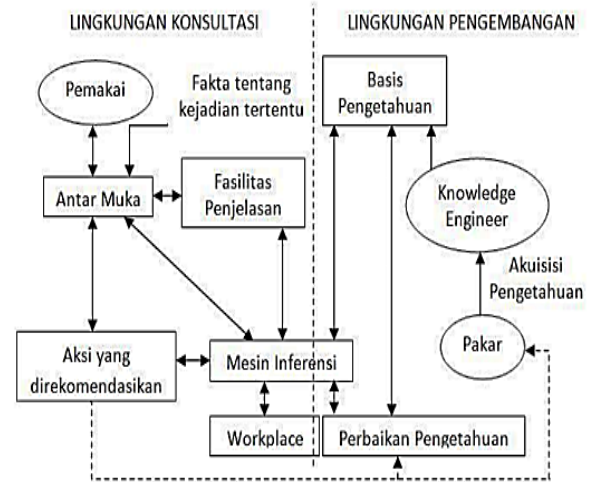 LINGKUNGAN KONSULTASI
LINGKUNGAN PENGEMBANGAN
Pemakai
Fakta tentang
kejadian tertentu
Basis
Pengetahuan
Antar Muka
Fasilitas
Penjelasan
Knowledge
Engineer
Akuisisi
Pengetahuan
Aksi yang
direkomendasikan
Mesin Inferensi
Pakar
Workplace
Perbaikan Pengetahuan